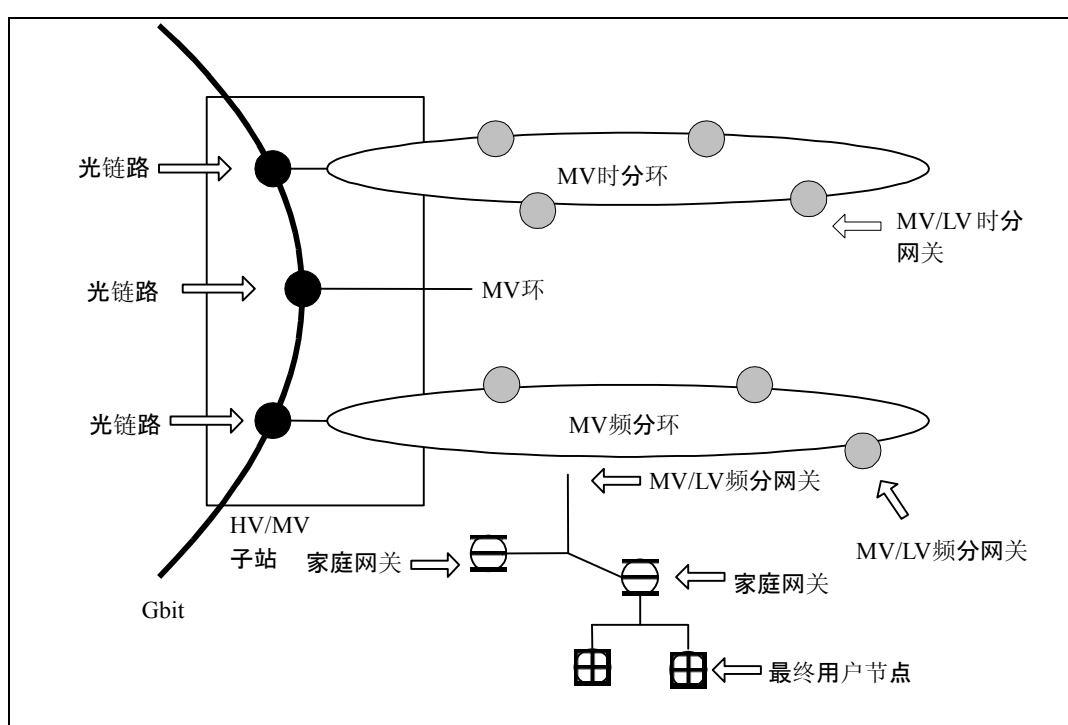 光链路
MV时分环
MV/LV 时分
网关
光链路
MV环
光链路
MV频分环
MV/LV频分网关
HV/MV
子站
家庭网关
MV/LV频分网关
家庭网关
Gbit
最终用户节点